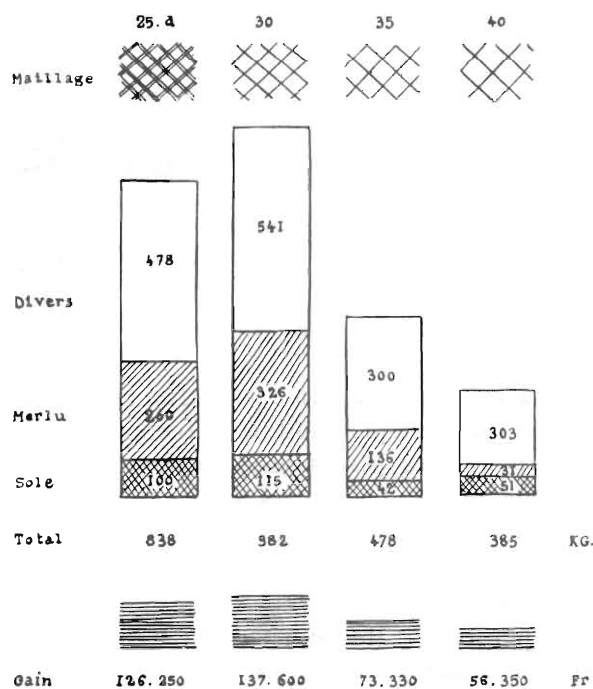 25.d 30 35 40
Maillage
541
478
Divers
300
326
Merlu 260 303
136
31
Sole 100 115 42 51
Total 838 982 478 385 KG.
Gain 126.250 137.600 73.330 56.350 Fr